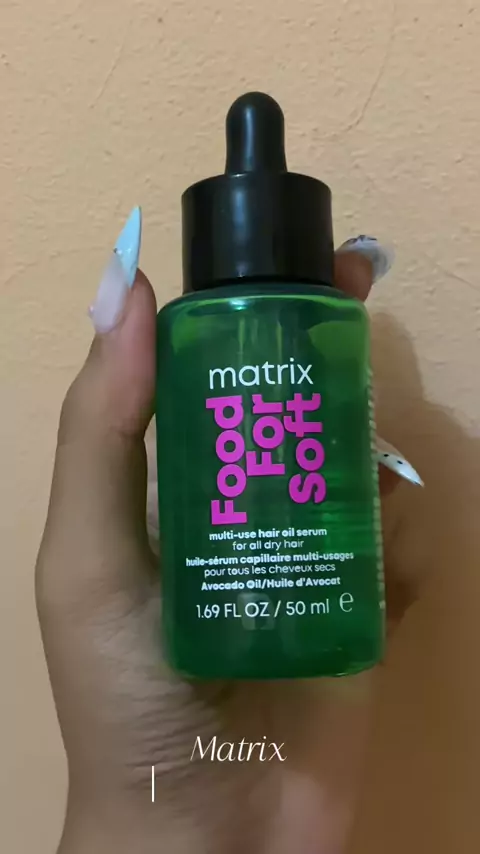 matrix
Food
For
Soft
multi-use hair oil serum
for all dry hair
huile-sérum capillaire multi-usages
pour tous les cheveux secs
Avocado Oil/Huile d'Avocat
1.69 FL OZ / 50 ml e
Matrix